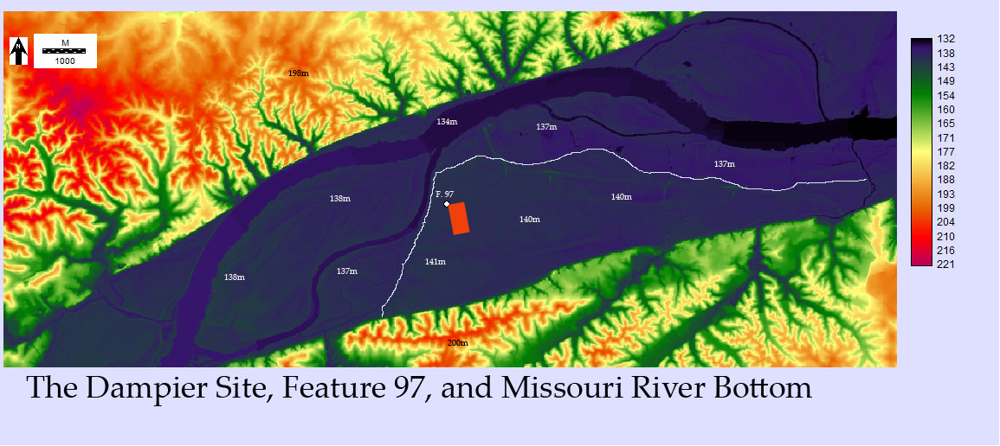 N
M
1000
198m
134m
137m
137m
138m
F. 97
140m
140m
141m
137m
138m
200m
132
138
143
149
154
160
165
171
177
182
188
193
199
204
210
216
221
The Dampier Site, Feature 97, and Missouri River Bottom